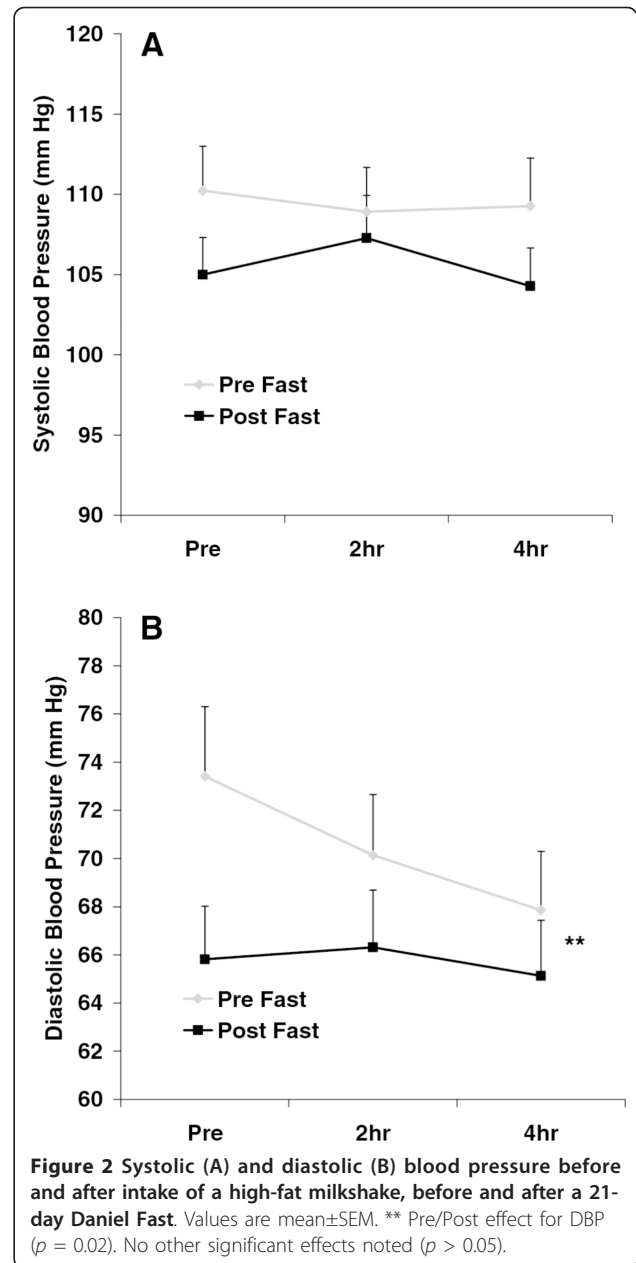 A
120
115
110
105
100
95
90
Systolic Blood Pressure (mm Hg)
Pre Fast
Post Fast
Pre 2hr 4hr
B
80
78
76
74
72
70
68
66
64
62
60
Diastolic Blood Pressure (mm Hg)
**
Pre Fast
Post Fast
Pre 2hr 4hr
Figure 2 Systolic (A) and diastolic (B) blood pressure before
and after intake of a high-fat milkshake, before and after a 21-
day Daniel Fast. Values are mean±SEM. ** Pre/Post effect for DBP
(p = 0.02). No other significant effects noted (p > 0.05).